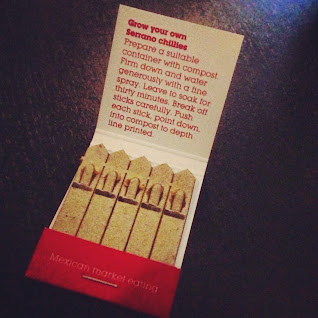 Grow your own
Serrano chillies
Prepare a suitable
container with compost.
Firm down and water
generously with a fine
spray. Leave to soak for
thirty minutes. Break off
sticks carefully. Push
each stick, point down,
into compost to depth
line printed.
Mexican market eating